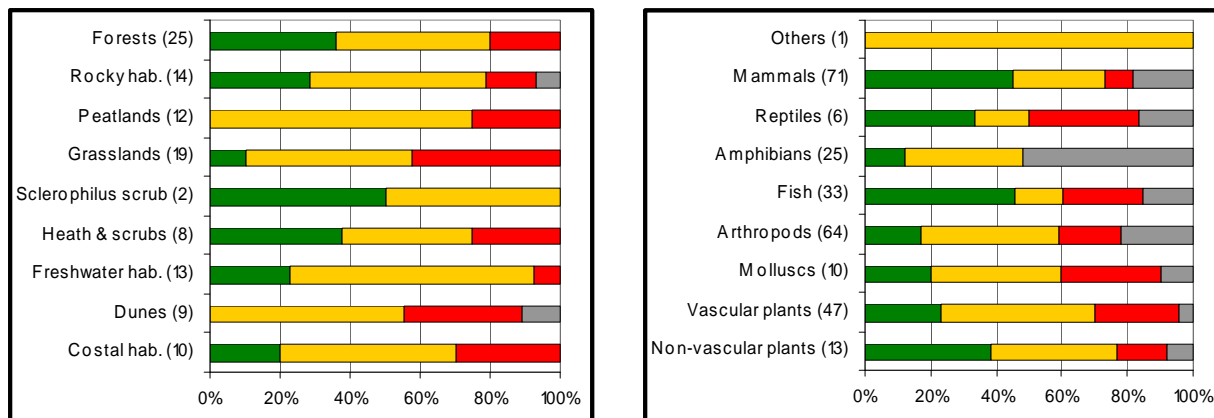 Forests (25)
Rocky hab. (14)
Peatlands (12)
Grasslands (19)
Sclerophilus scrub (2)
Heath & scrubs (8)
Freshwater hab. (13)
Dunes (9)
Costal hab. (10)
0% 20% 40% 60% 80% 100%
Others (1)
Mammals (71)
Reptiles (6)
Amphibians (25)
Fish (33)
Arthropods (64)
Molluscs (10)
Vascular plants (47)
Non-vascular plants (13)
0% 20% 40% 60% 80% 100%